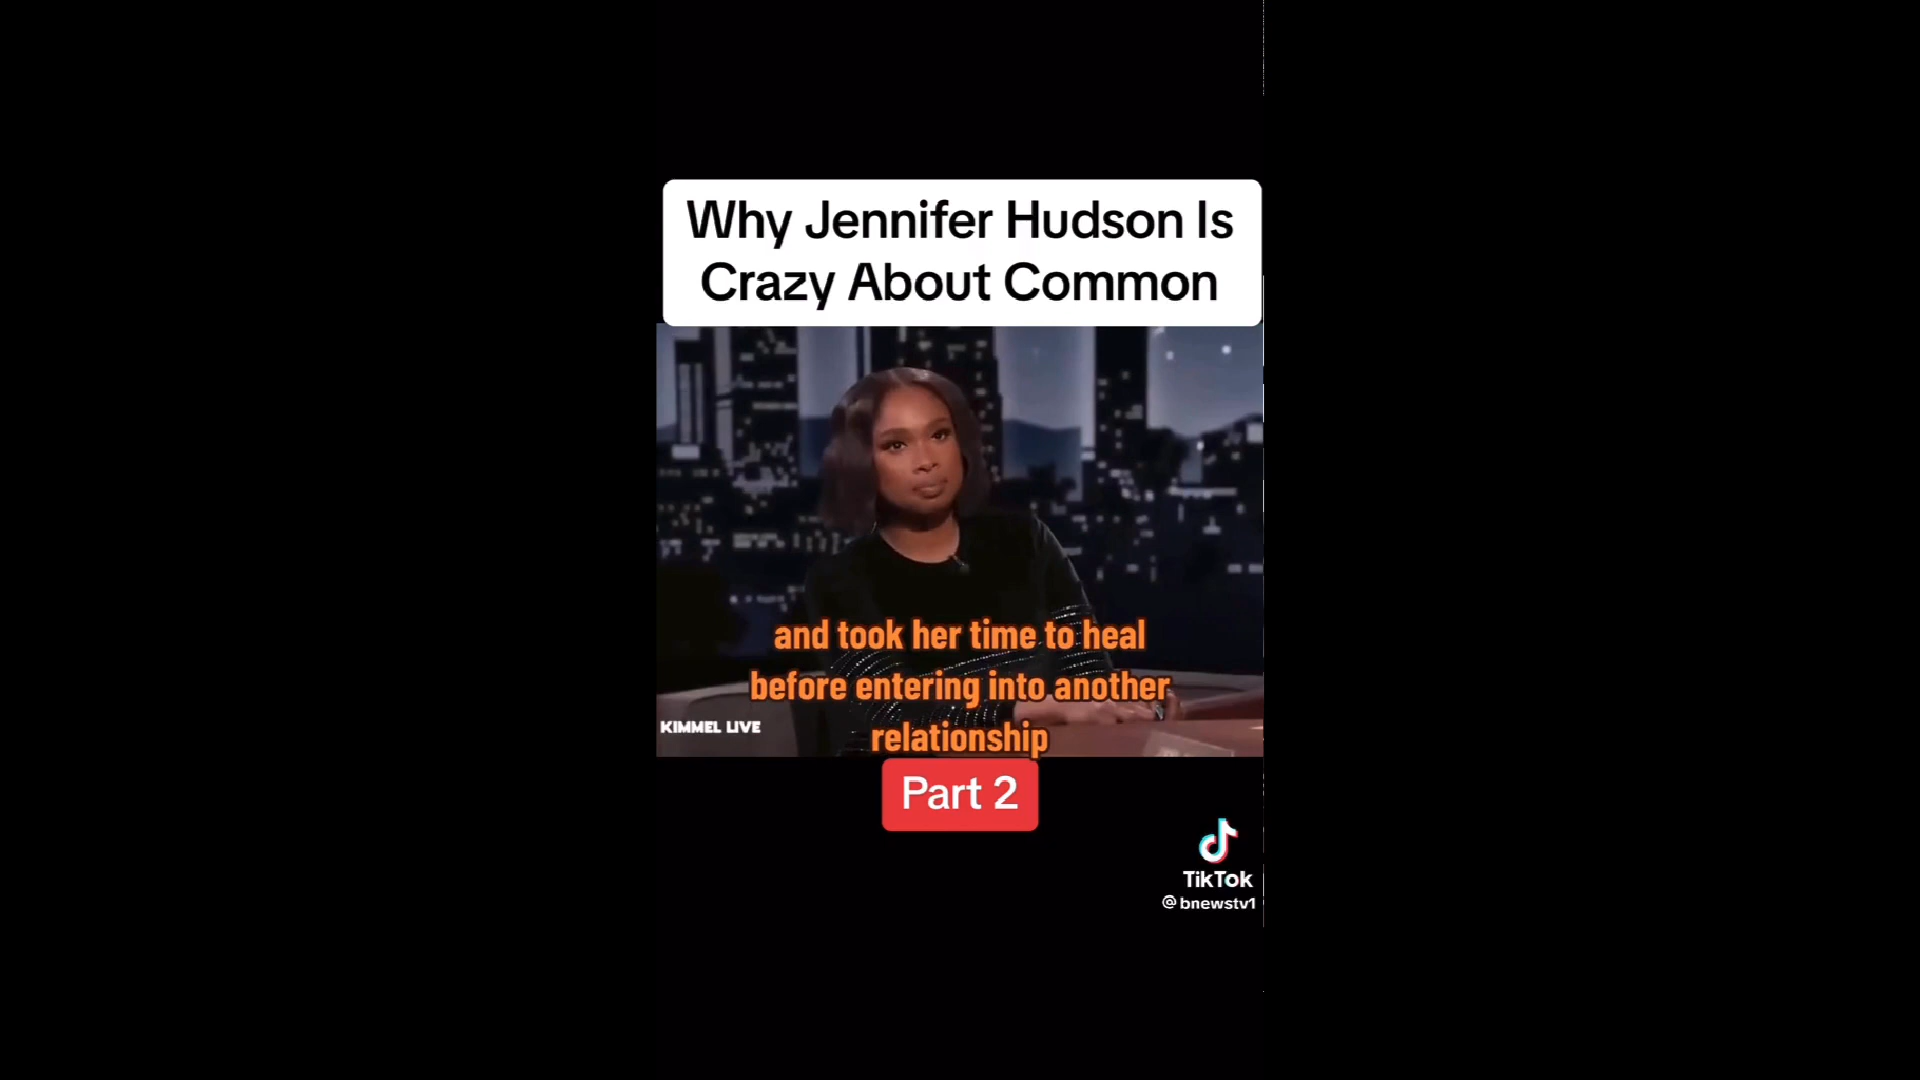 Why Jennifer Hudson Is
Crazy About Common
and took her time to heal
before entering into another
relationship
KIMMEL LIVE
Part 2
TikTok
@bnewstv1